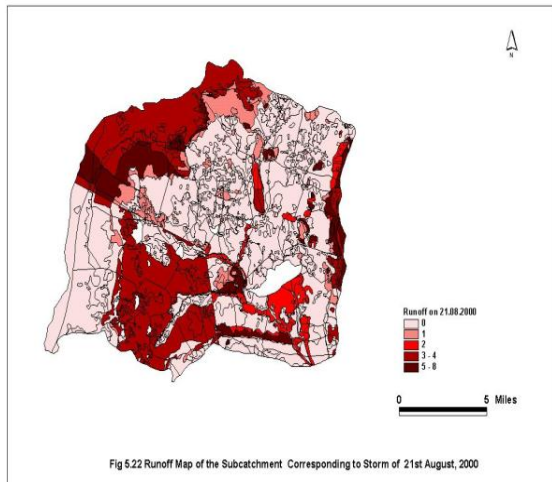 N
Runoff on 21.08.2000
0
1
2
3 - 4
5 - 8
0 5 Miles
Fig 5.22 Runoff Map of the Subcatchment Corresponding to Storm of 21st August, 2000